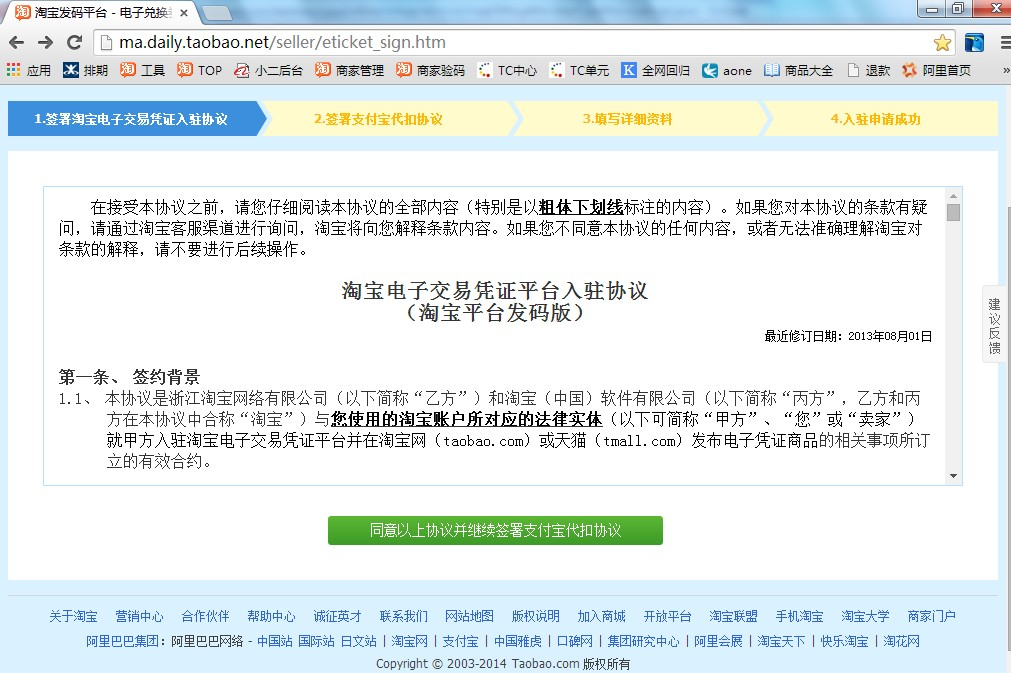 淘宝发码平台 - 电子兑换
ma.daily.taobao.net/seller/eticket_sign.htm
应用 排期 工具 TOP 小二后台 商家管理 商家验码 TC中心 TC单元 全网回归 aone 商品大全 退款 阿里首页 »
1.签署淘宝电子交易凭证入驻协议 2.签署支付宝代扣协议 3.填写详细资料 4.入驻申请成功
在接受本协议之前，请您仔细阅读本协议的全部内容（特别是以粗体下划线标注的内容）。如果您对本协议的条款有疑
问，请通过淘宝客服渠道进行询问，淘宝将向您解释条款内容。如果您不同意本协议的任何内容，或者无法准确理解淘宝对
条款的解释，请不要进行后续操作。
淘宝电子交易凭证平台入驻协议
（淘宝平台发码版）
最近修订日期：2013年08月01日
第一条、 签约背景
1.1、 本协议是浙江淘宝网络有限公司（以下简称“乙方”）和淘宝（中国）软件有限公司（以下简称“丙方”，乙方和丙
方在本协议中合称“淘宝”）与您使用的淘宝账户所对应的法律实体（以下可简称“甲方”、“您”或“卖家”）
就甲方入驻淘宝电子交易凭证平台并在淘宝网（taobao.com）或天猫（tmall.com）发布电子凭证商品的相关事项所订
立的有效合约。
建议反馈
同意以上协议并继续签署支付宝代扣协议
关于淘宝 营销中心 合作伙伴 帮助中心 诚征英才 联系我们 网站地图 版权说明 加入商城 开放平台 淘宝联盟 手机淘宝 淘宝大学 商家门户
阿里巴巴集团：阿里巴巴网络 - 中国站 国际站 日文站 | 淘宝网 | 支付宝 | 中国雅虎 | 口碑网 | 集团研究中心 | 阿里会展 | 淘宝天下 | 快乐淘宝 | 淘花网
Copyright © 2003-2014 Taobao.com 版权所有